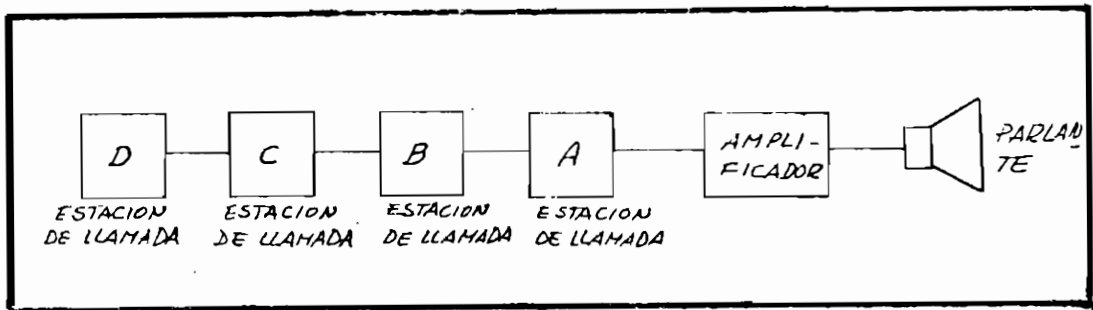 D
C
B
A
AMPLI-
FICADOR
PARLAN
TE
ESTACION
DE LLAMADA
ESTACION
DE LLAMADA
ESTACION
DE LLAMADA
ESTACION
DE LLAMADA